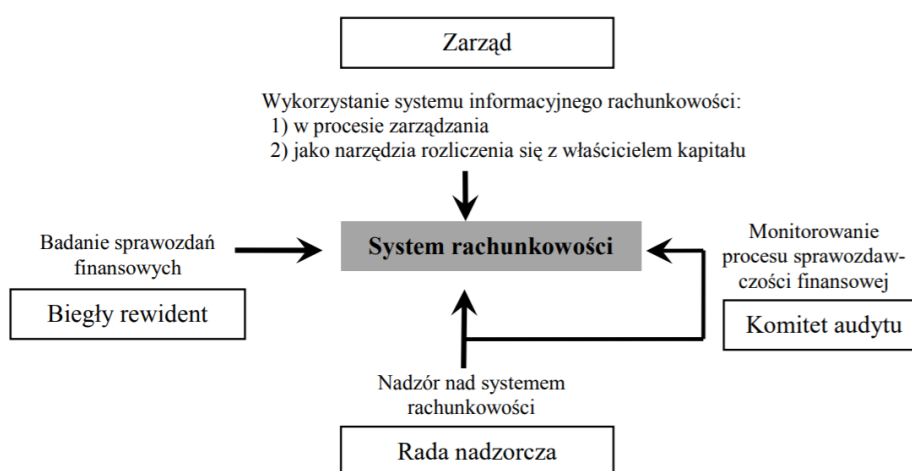 Zarząd
Wykorzystanie systemu informacyjnego rachunkowości:
1) w procesie zarządzania
2) jako narzędzia rozliczenia się z właścicielem kapitału
Badanie sprawozdań
finansowych
Biegły rewident
System rachunkowości
Monitorowanie
procesu sprawozdaw-
czości finansowej
Komitet audytu
Nadzór nad systemem
rachunkowości
Rada nadzorcza